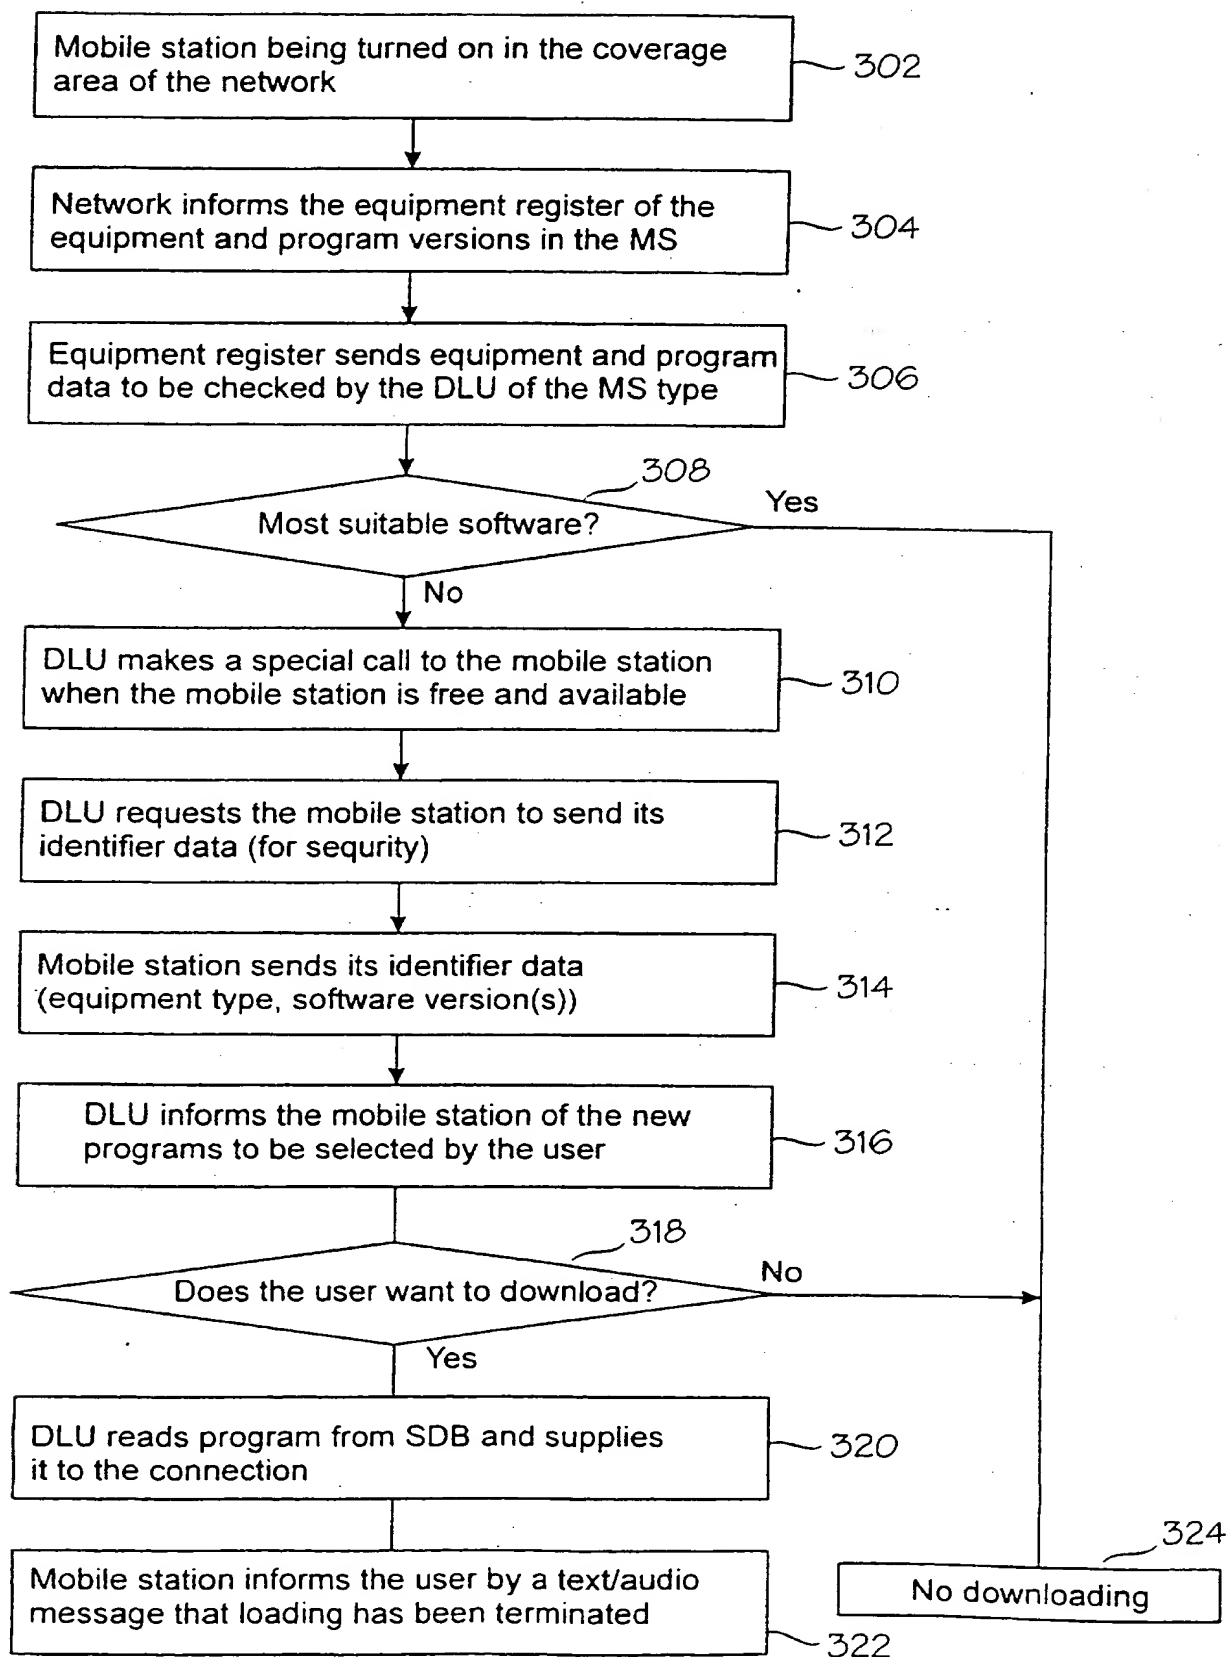 Mobile station being turned on in the coverage
area of the network
302
Network informs the equipment register of the
equipment and program versions in the MS
304
Equipment register sends equipment and program
data to be checked by the DLU of the MS type
306
308
Most suitable software?
Yes
No
DLU makes a special call to the mobile station
when the mobile station is free and available
310
DLU requests the mobile station to send its
identifier data (for sequrity)
312
Mobile station sends its identifier data
(equipment type, software version(s))
314
DLU informs the mobile station of the new
programs to be selected by the user
316
318
Does the user want to download?
No
Yes
DLU reads program from SDB and supplies
it to the connection
320
Mobile station informs the user by a text/audio
message that loading has been terminated
322
324
No downloading